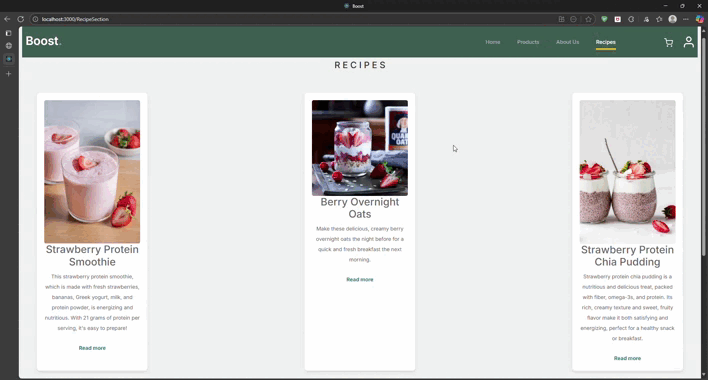 Boost
localhost:3000/RecipeSection
Boost.
Home
Products
About Us
Recipes
RECIPES
Strawberry Protein
Smoothie
This strawberry protein smoothie,
which is made with fresh strawberries,
bananas, Greek yogurt, milk, and
protein powder, is energizing and
nutritious. With 21 grams of protein per
serving, it's easy to prepare!
Read more
QUAK
OAT
Berry Overnight
Oats
Make these delicious, creamy berry
overnight oats the night before for a
quick and fresh breakfast the next
morning.
Read more
Strawberry Protein
Chia Pudding
Strawberry protein chia pudding is a
nutritious and delicious treat, packed
with fiber, omega-3s, and protein. Its
rich, creamy texture and sweet, fruity
flavor make it both satisfying and
energizing, perfect for a healthy snack
or breakfast.
Read more